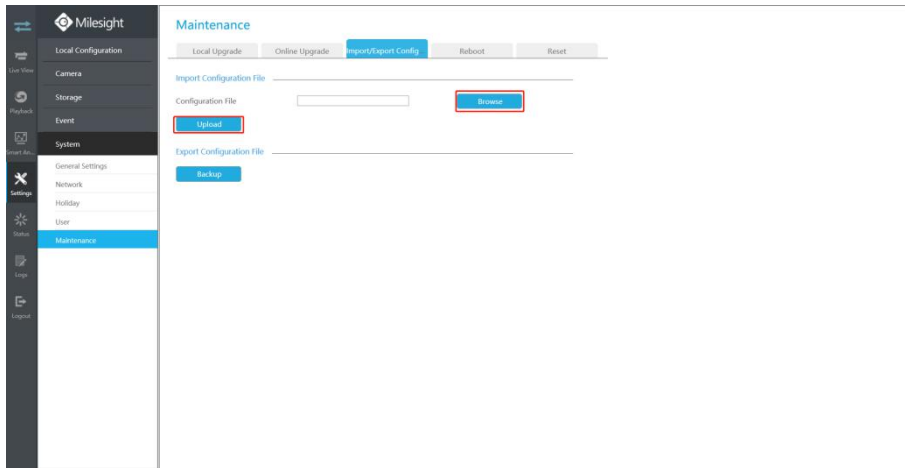 Milesight
Live View
Playback
Smart An...
Settings
Status
Logs
Logout
Local Configuration
Camera
Storage
Event
System
General Settings
Network
Holiday
User
Maintenance
Maintenance
Local Upgrade Online Upgrade Import/Export Config Reboot Reset
Import Configuration File
Configuration File Browse
Upload
Export Configuration File
Backup